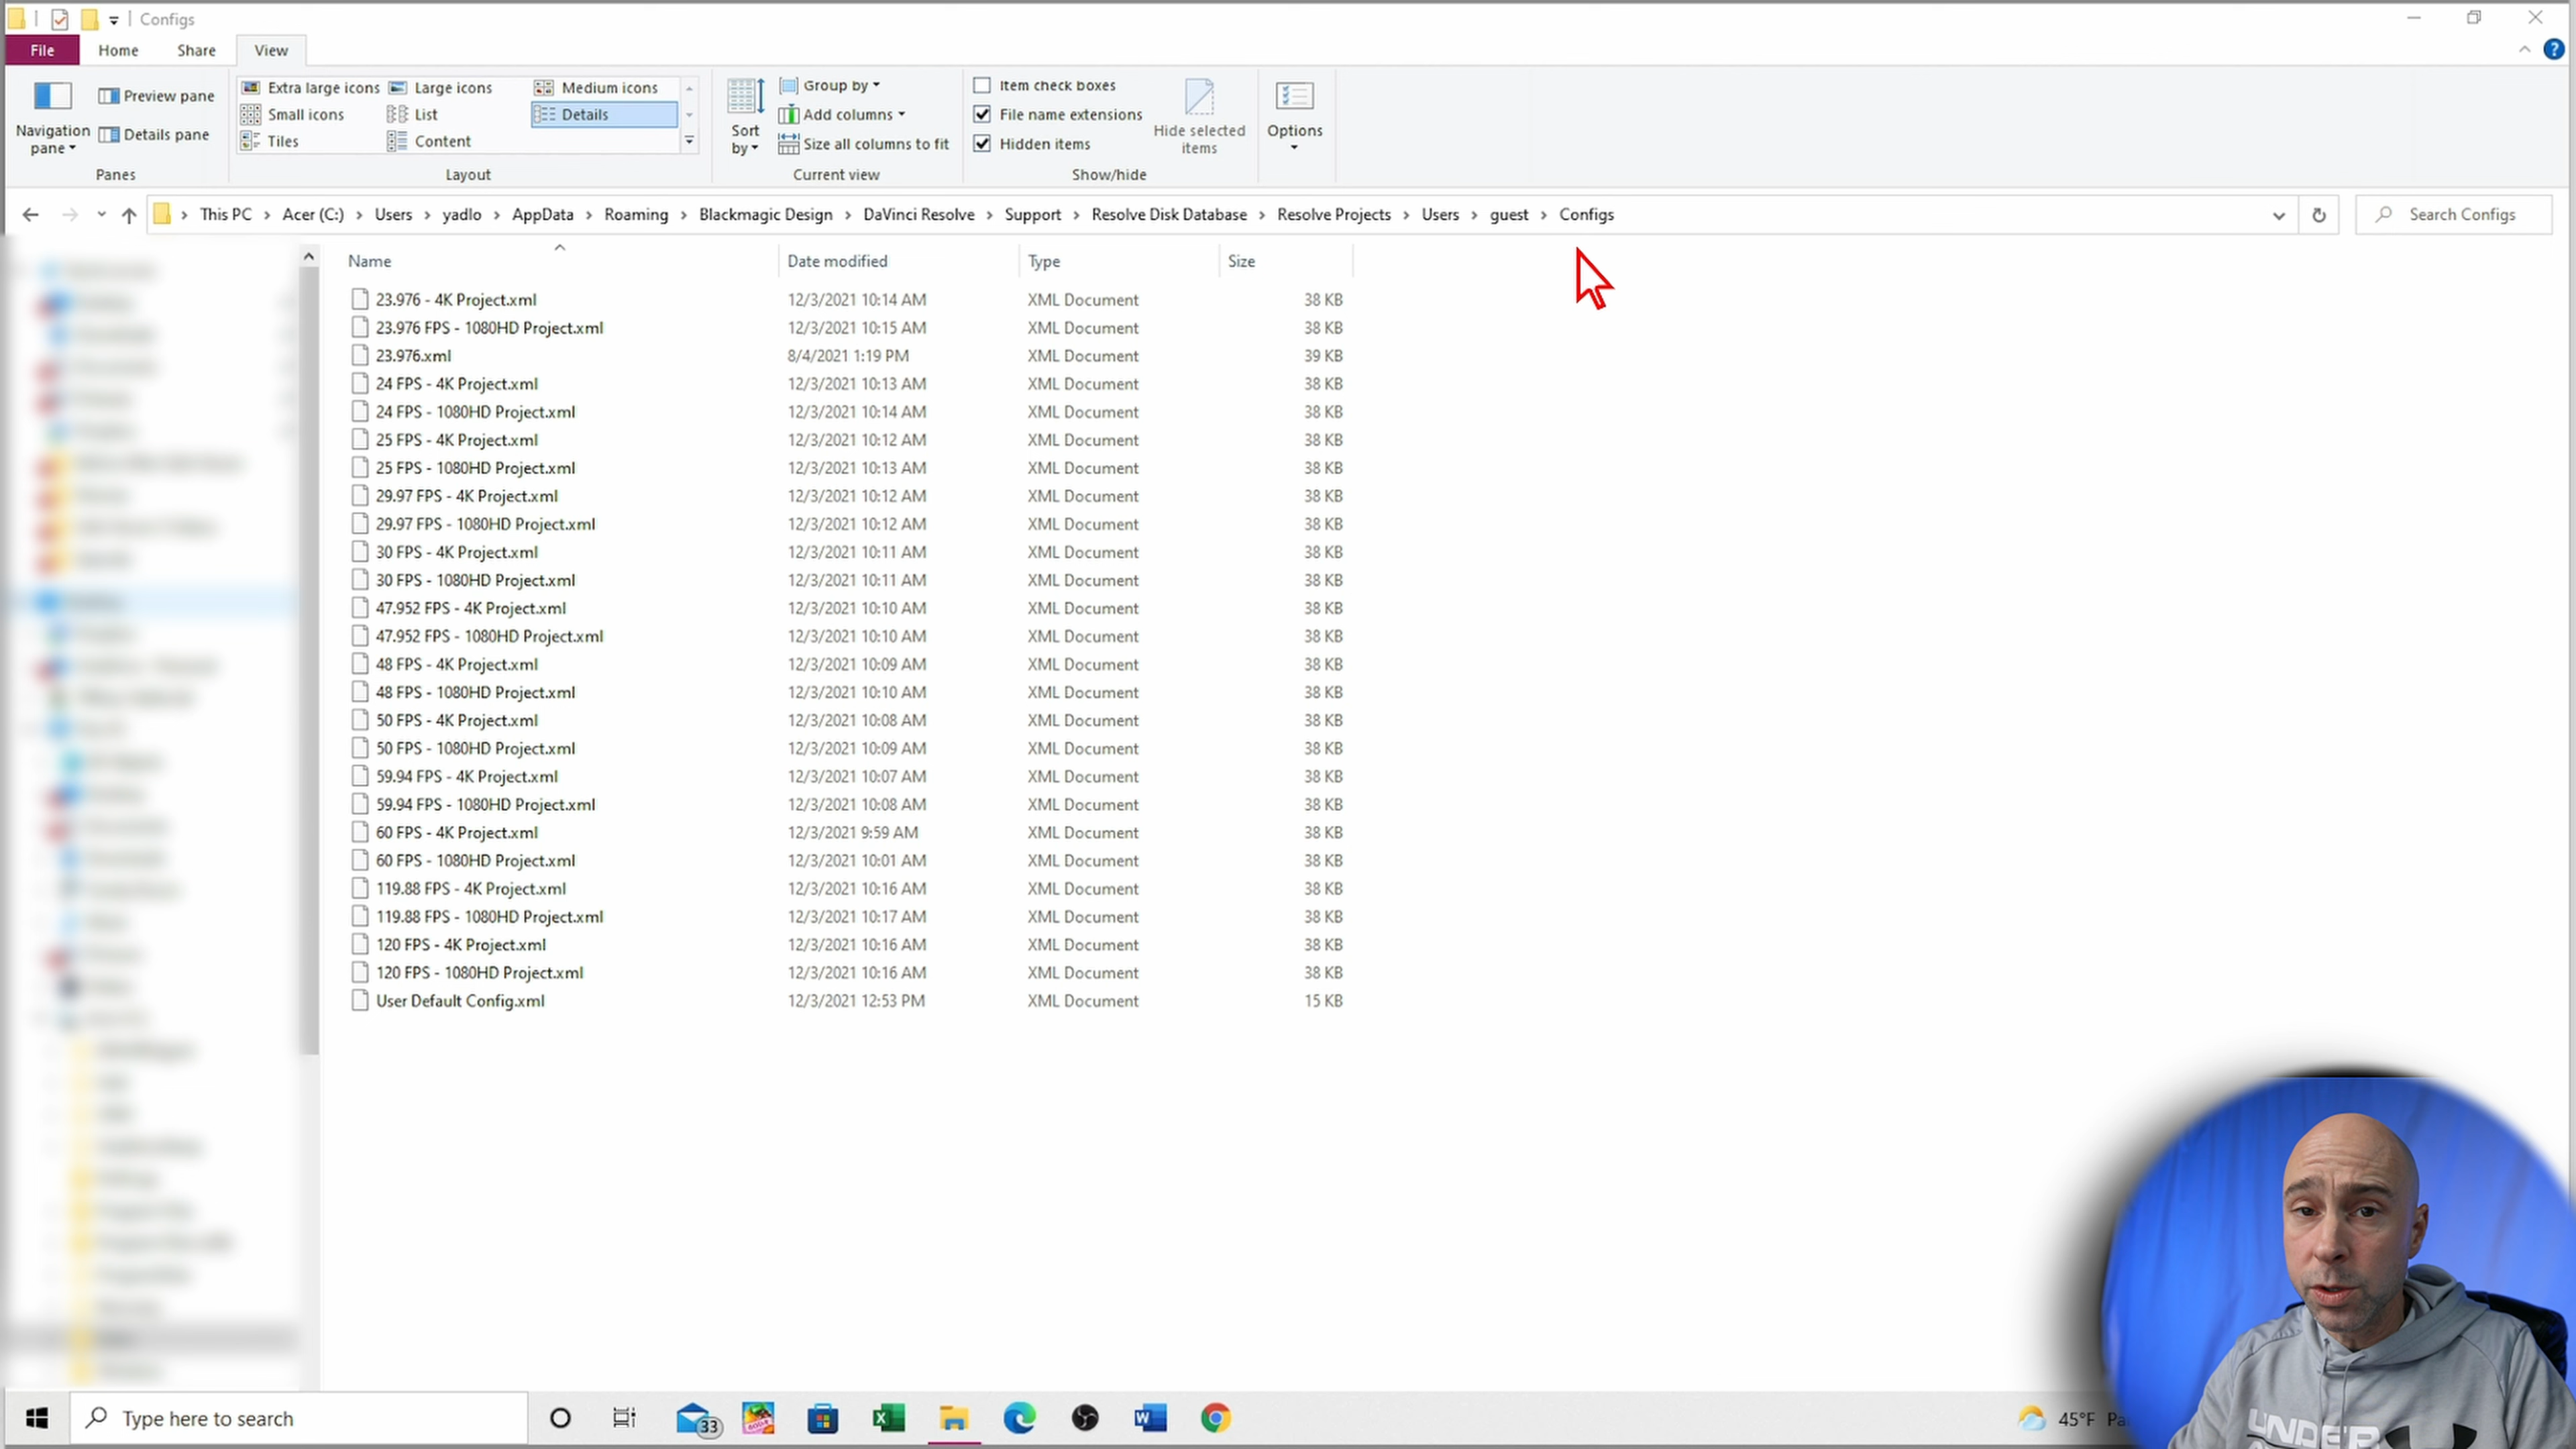 Configs
File Home Share View
Navigation pane
Preview pane
Details pane
Panes
Extra large icons Large icons Medium icons
Small icons List Details
Tiles Content
Layout
Sort by
Group by
Add columns
Size all columns to fit
Current view
Item check boxes
File name extensions
Hidden items
Hide selected items
Show/hide
Options
This PC › Acer (C:) › Users › yadlo › AppData › Roaming › Blackmagic Design › DaVinci Resolve › Support › Resolve Disk Database › Resolve Projects › Users › guest › Configs
Search Configs
Name Date modified Type Size
23.976 - 4K Project.xml 12/3/2021 10:14 AM XML Document 38 KB
23.976 FPS - 1080HD Project.xml 12/3/2021 10:15 AM XML Document 38 KB
23.976.xml 8/4/2021 1:19 PM XML Document 39 KB
24 FPS - 4K Project.xml 12/3/2021 10:13 AM XML Document 38 KB
24 FPS - 1080HD Project.xml 12/3/2021 10:14 AM XML Document 38 KB
25 FPS - 4K Project.xml 12/3/2021 10:12 AM XML Document 38 KB
25 FPS - 1080HD Project.xml 12/3/2021 10:13 AM XML Document 38 KB
29.97 FPS - 4K Project.xml 12/3/2021 10:12 AM XML Document 38 KB
29.97 FPS - 1080HD Project.xml 12/3/2021 10:12 AM XML Document 38 KB
30 FPS - 4K Project.xml 12/3/2021 10:11 AM XML Document 38 KB
30 FPS - 1080HD Project.xml 12/3/2021 10:11 AM XML Document 38 KB
47.952 FPS - 4K Project.xml 12/3/2021 10:10 AM XML Document 38 KB
47.952 FPS - 1080HD Project.xml 12/3/2021 10:10 AM XML Document 38 KB
48 FPS - 4K Project.xml 12/3/2021 10:09 AM XML Document 38 KB
48 FPS - 1080HD Project.xml 12/3/2021 10:10 AM XML Document 38 KB
50 FPS - 4K Project.xml 12/3/2021 10:08 AM XML Document 38 KB
50 FPS - 1080HD Project.xml 12/3/2021 10:09 AM XML Document 38 KB
59.94 FPS - 4K Project.xml 12/3/2021 10:07 AM XML Document 38 KB
59.94 FPS - 1080HD Project.xml 12/3/2021 10:08 AM XML Document 38 KB
60 FPS - 4K Project.xml 12/3/2021 9:59 AM XML Document 38 KB
60 FPS - 1080HD Project.xml 12/3/2021 10:01 AM XML Document 38 KB
119.88 FPS - 4K Project.xml 12/3/2021 10:16 AM XML Document 38 KB
119.88 FPS - 1080HD Project.xml 12/3/2021 10:17 AM XML Document 38 KB
120 FPS - 4K Project.xml 12/3/2021 10:16 AM XML Document 38 KB
120 FPS - 1080HD Project.xml 12/3/2021 10:16 AM XML Document 38 KB
User Default Config.xml 12/3/2021 12:53 PM XML Document 15 KB
UNDER
Type here to search
33
45°F